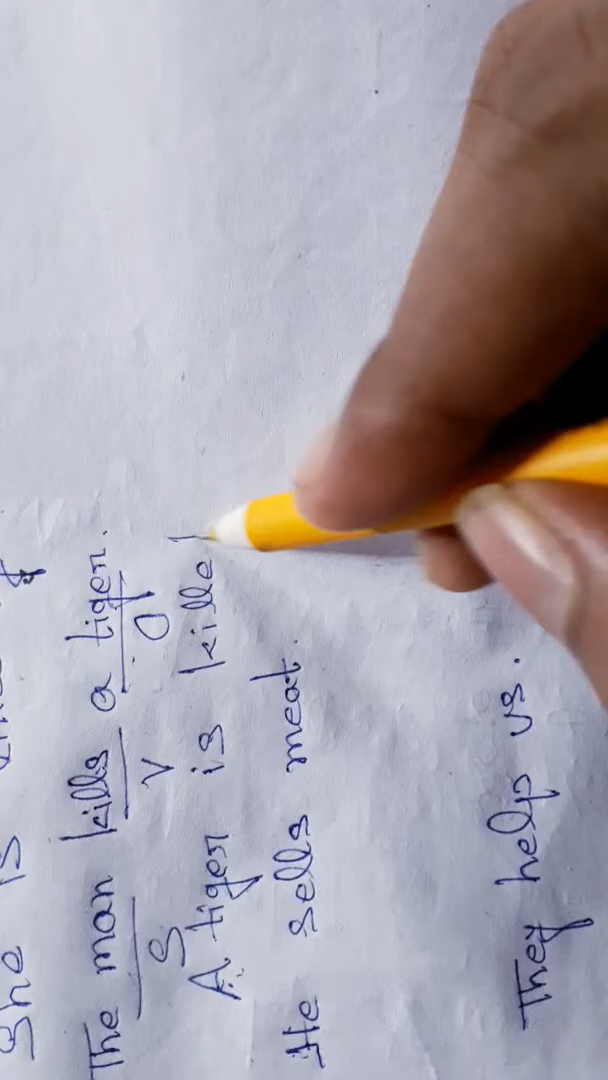 She is
The man kills a tiger.
S V O
A tiger is kille
He sells meat.
They help us.